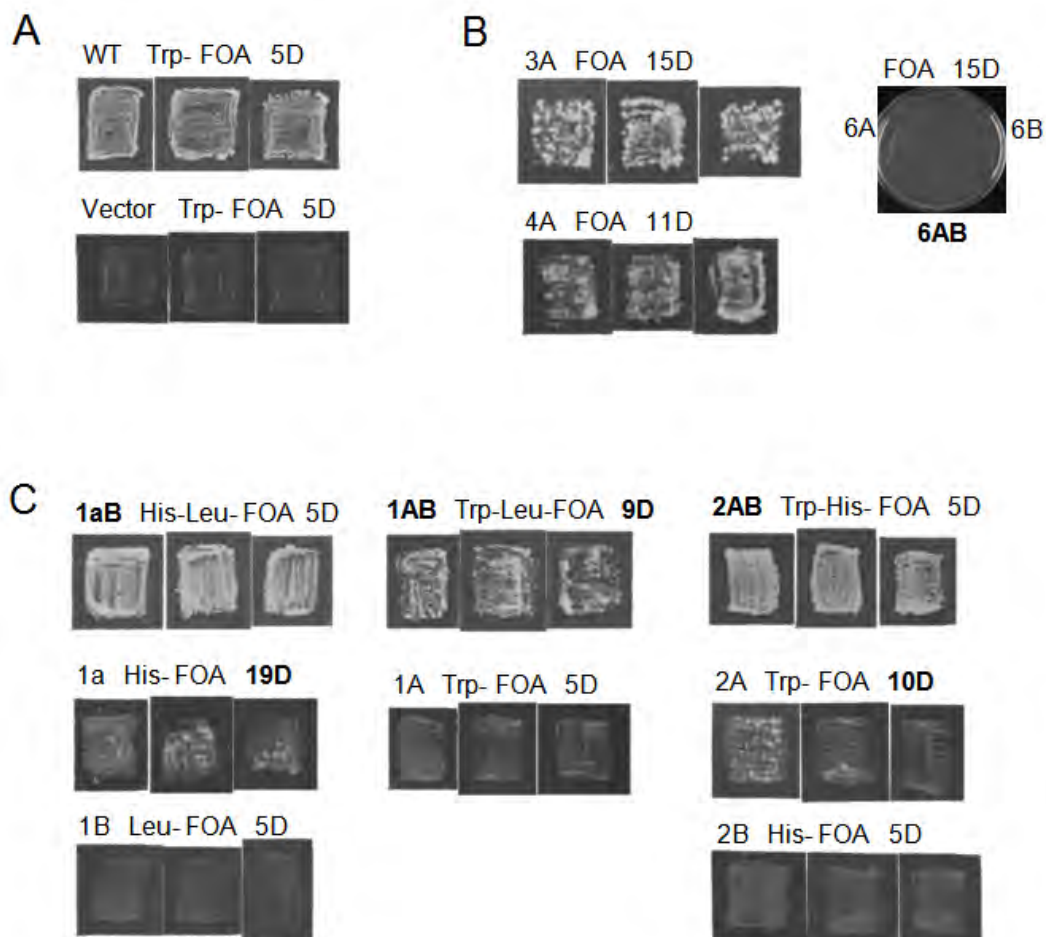 A
WT Trp- FOA 5D
Vector Trp- FOA 5D
B
3A FOA 15D
4A FOA 11D
FOA 15D
6A
6B
6AB
C
1aB His-Leu- FOA 5D
1AB Trp-Leu-FOA 9D
2AB Trp-His- FOA 5D
1a His- FOA 19D
1A Trp- FOA 5D
2A Trp- FOA 10D
1B Leu- FOA 5D
2B His- FOA 5D